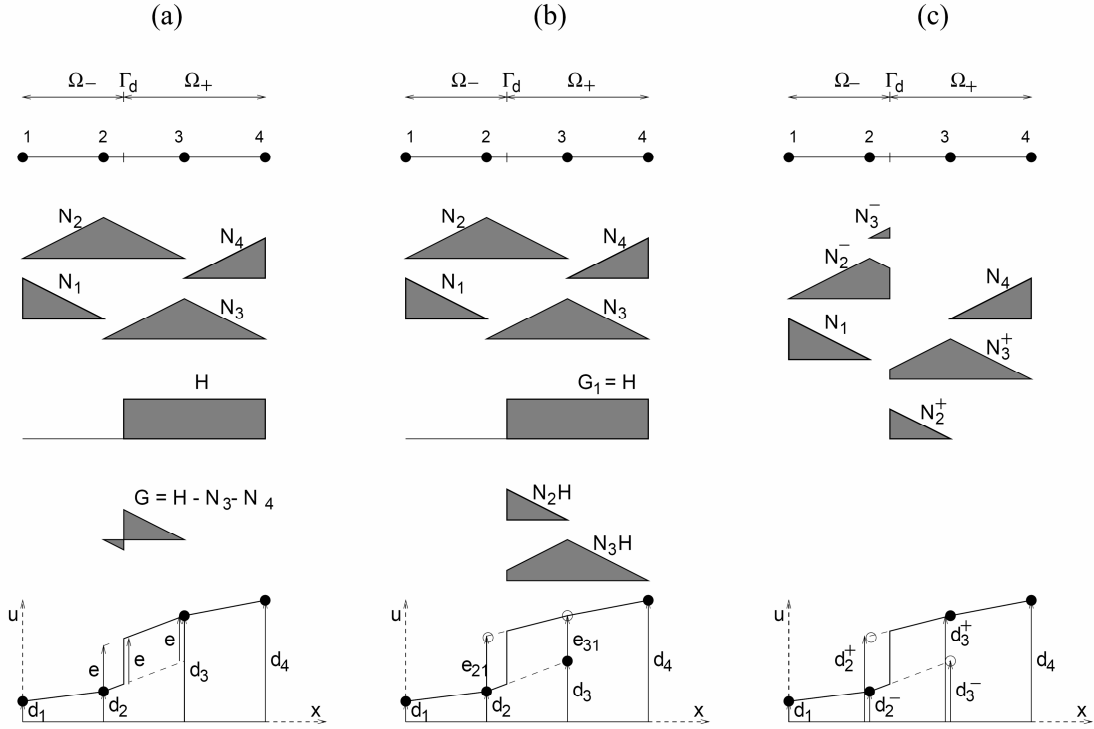 (a) (b) (c)
Ω− Γd Ω+ Ω− Γd Ω+ Ω− Γd Ω+
1 2 3 4 1 2 3 4 1 2 3 4
N3−
N2 N4 N2 N4 N2− N4
N1 N3 N1 N3 N1 N3+
H G1 = H N2+
G = H - N3 - N4 N2H
N3H
u e e e d1 d2 d3 d4 x
u e21 e31 d1 d2 d3 d4 x
u d2+ d3+ d1 d2− d3− d4 x